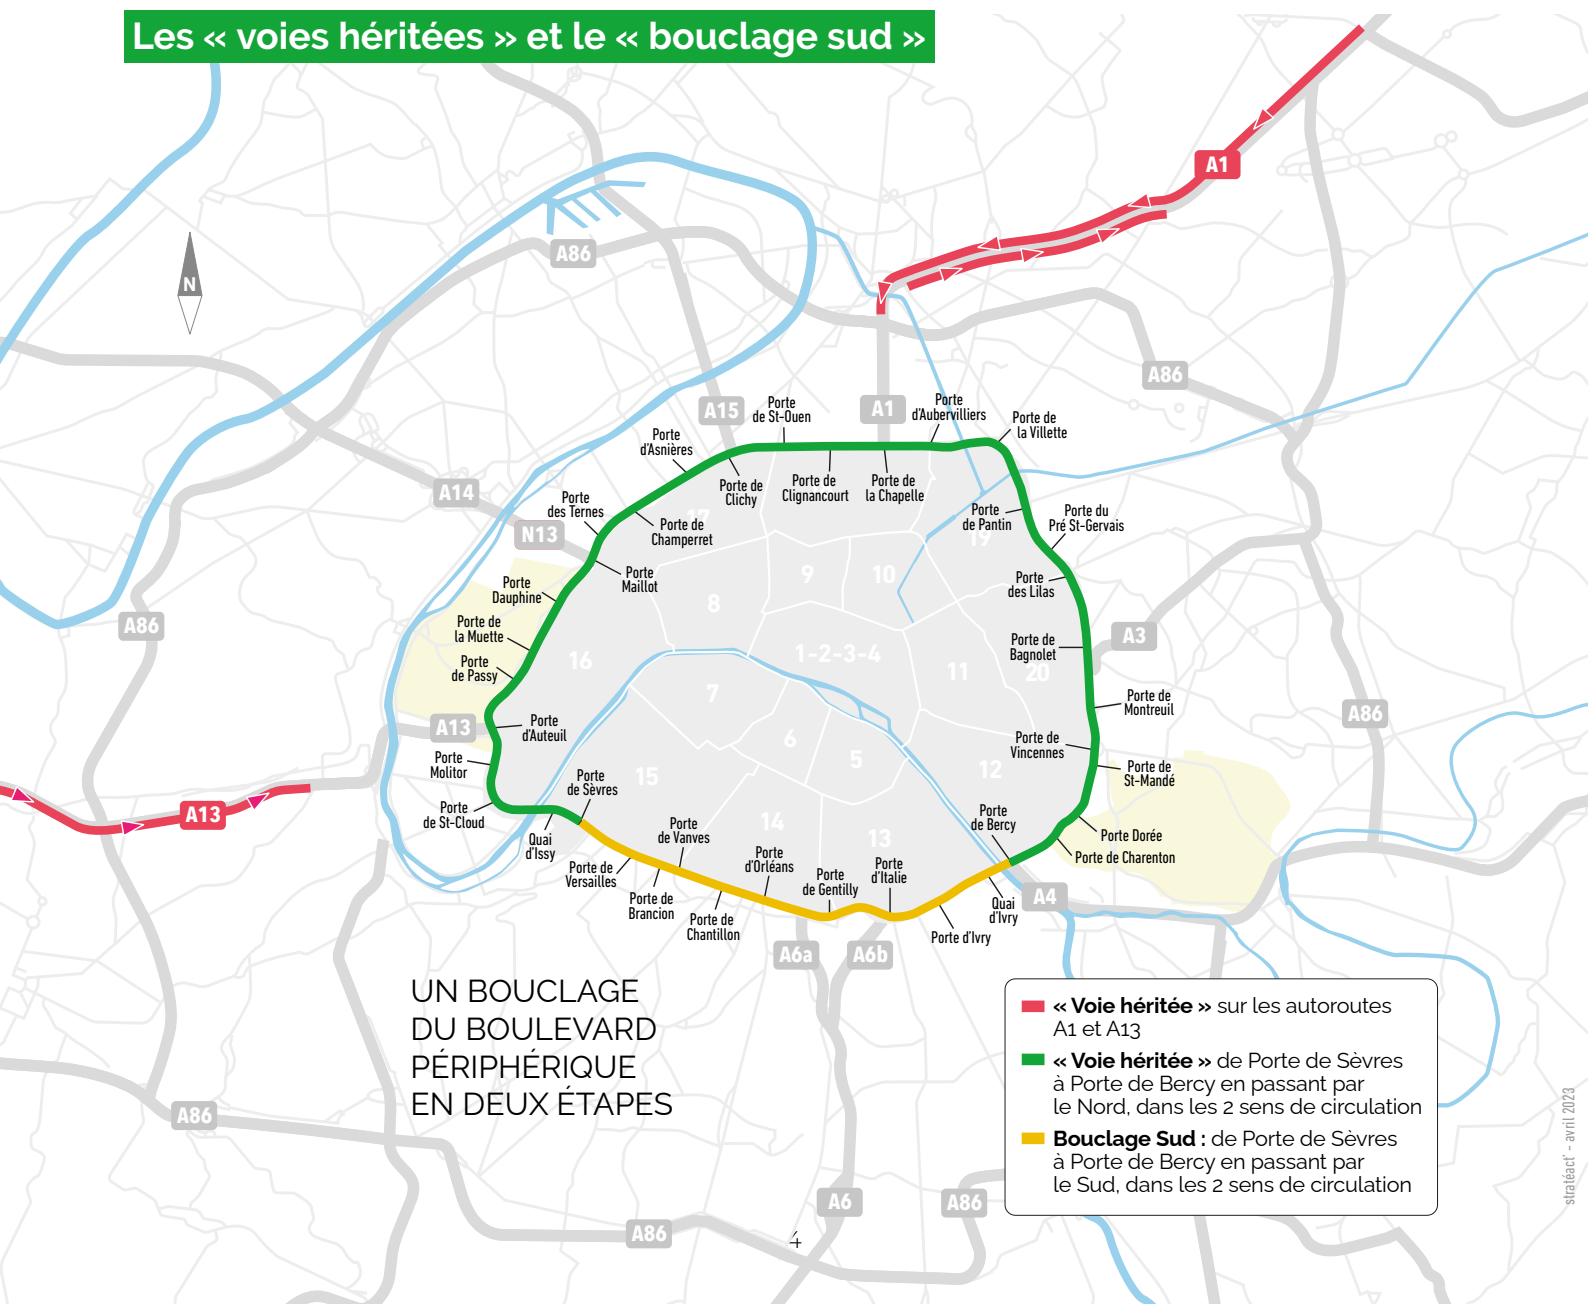 Les « voies héritées » et le « bouclage sud »
A1
A86
N
A86
A15
Porte
de St-Ouen
A1
Porte
d'Aubervilliers
Porte de
la Villette
Porte
d'Asnières
Porte de
Clichy
Porte de
Clignancourt
Porte de
la Chapelle
A14
Porte
des Ternes
N13
17
Porte de
Champerret
Porte
de Pantin
19
Porte du
Pré St-Gervais
Porte
Maillot
9
10
Porte
des Lilas
Porte
Dauphine
8
A86
Porte de
la Muette
A3
Porte de
Bagnolet
16
1-2-3-4
Porte
de Passy
11
20
7
Porte de
Montreuil
A86
A13
Porte
d'Auteuil
6
5
Porte de
Vincennes
Porte
Molitor
15
12
Porte de
St-Mandé
Porte
de Sèvres
A13
Porte
de St-Cloud
14
13
Porte
de Bercy
Quai
d'Issy
Porte
de Vanves
Porte Dorée
Porte de Charenton
Porte de
Versailles
Porte
d'Orléans
Porte
de Gentilly
Porte
d'Italie
Porte de
Brancion
Porte de
Chantillon
Quai
d'Ivry
A4
Porte d'Ivry
A6a
A6b
UN BOUCLAGE
DU BOULEVARD
PÉRIPHÉRIQUE
EN DEUX ÉTAPES
« Voie héritée » sur les autoroutes
A1 et A13
« Voie héritée » de Porte de Sèvres
à Porte de Bercy en passant par
le Nord, dans les 2 sens de circulation
Bouclage Sud : de Porte de Sèvres
à Porte de Bercy en passant par
le Sud, dans les 2 sens de circulation
A86
A6
A86
A86
4
stratéact' - avril 2023